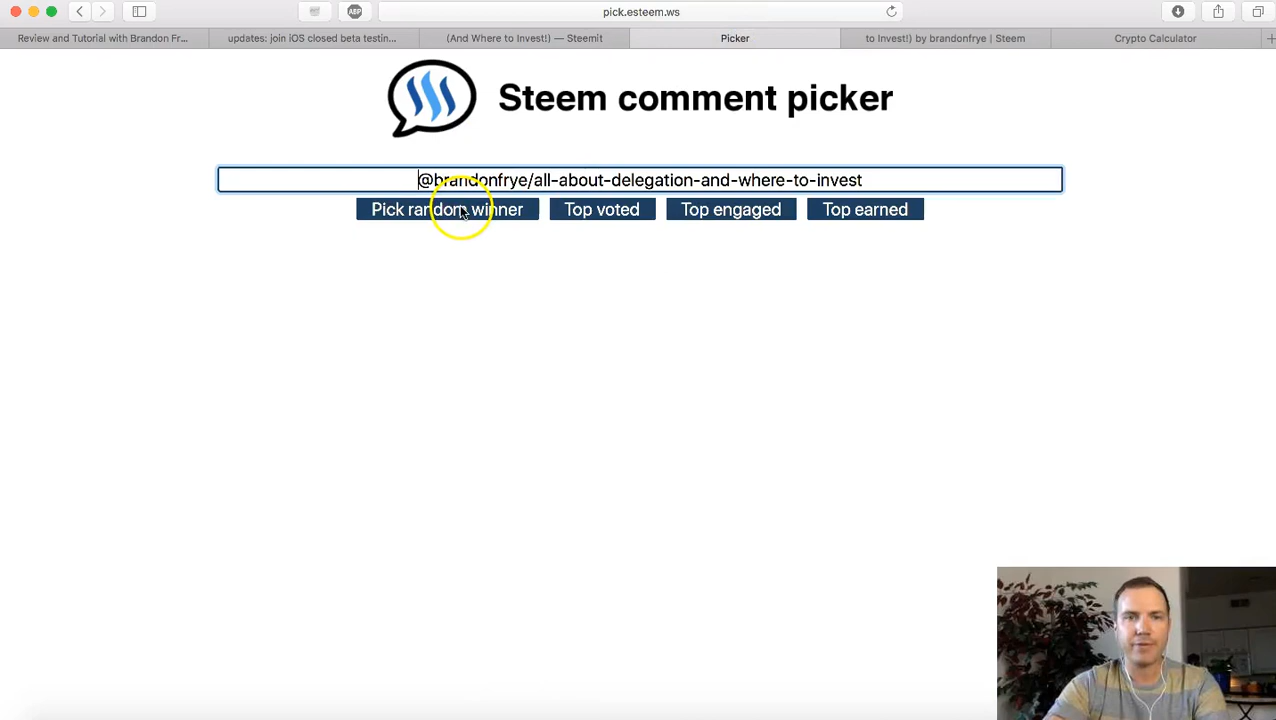 pick.esteem.ws
Review and Tutorial with Brandon Fr...
updates: join iOS closed beta testin...
(And Where to Invest!) — Steemit
Picker
to Invest!) by brandonfrye | Steem
Crypto Calculator
Steem comment picker
@brandonfrye/all-about-delegation-and-where-to-invest
Pick random winner
Top voted
Top engaged
Top earned
ABP